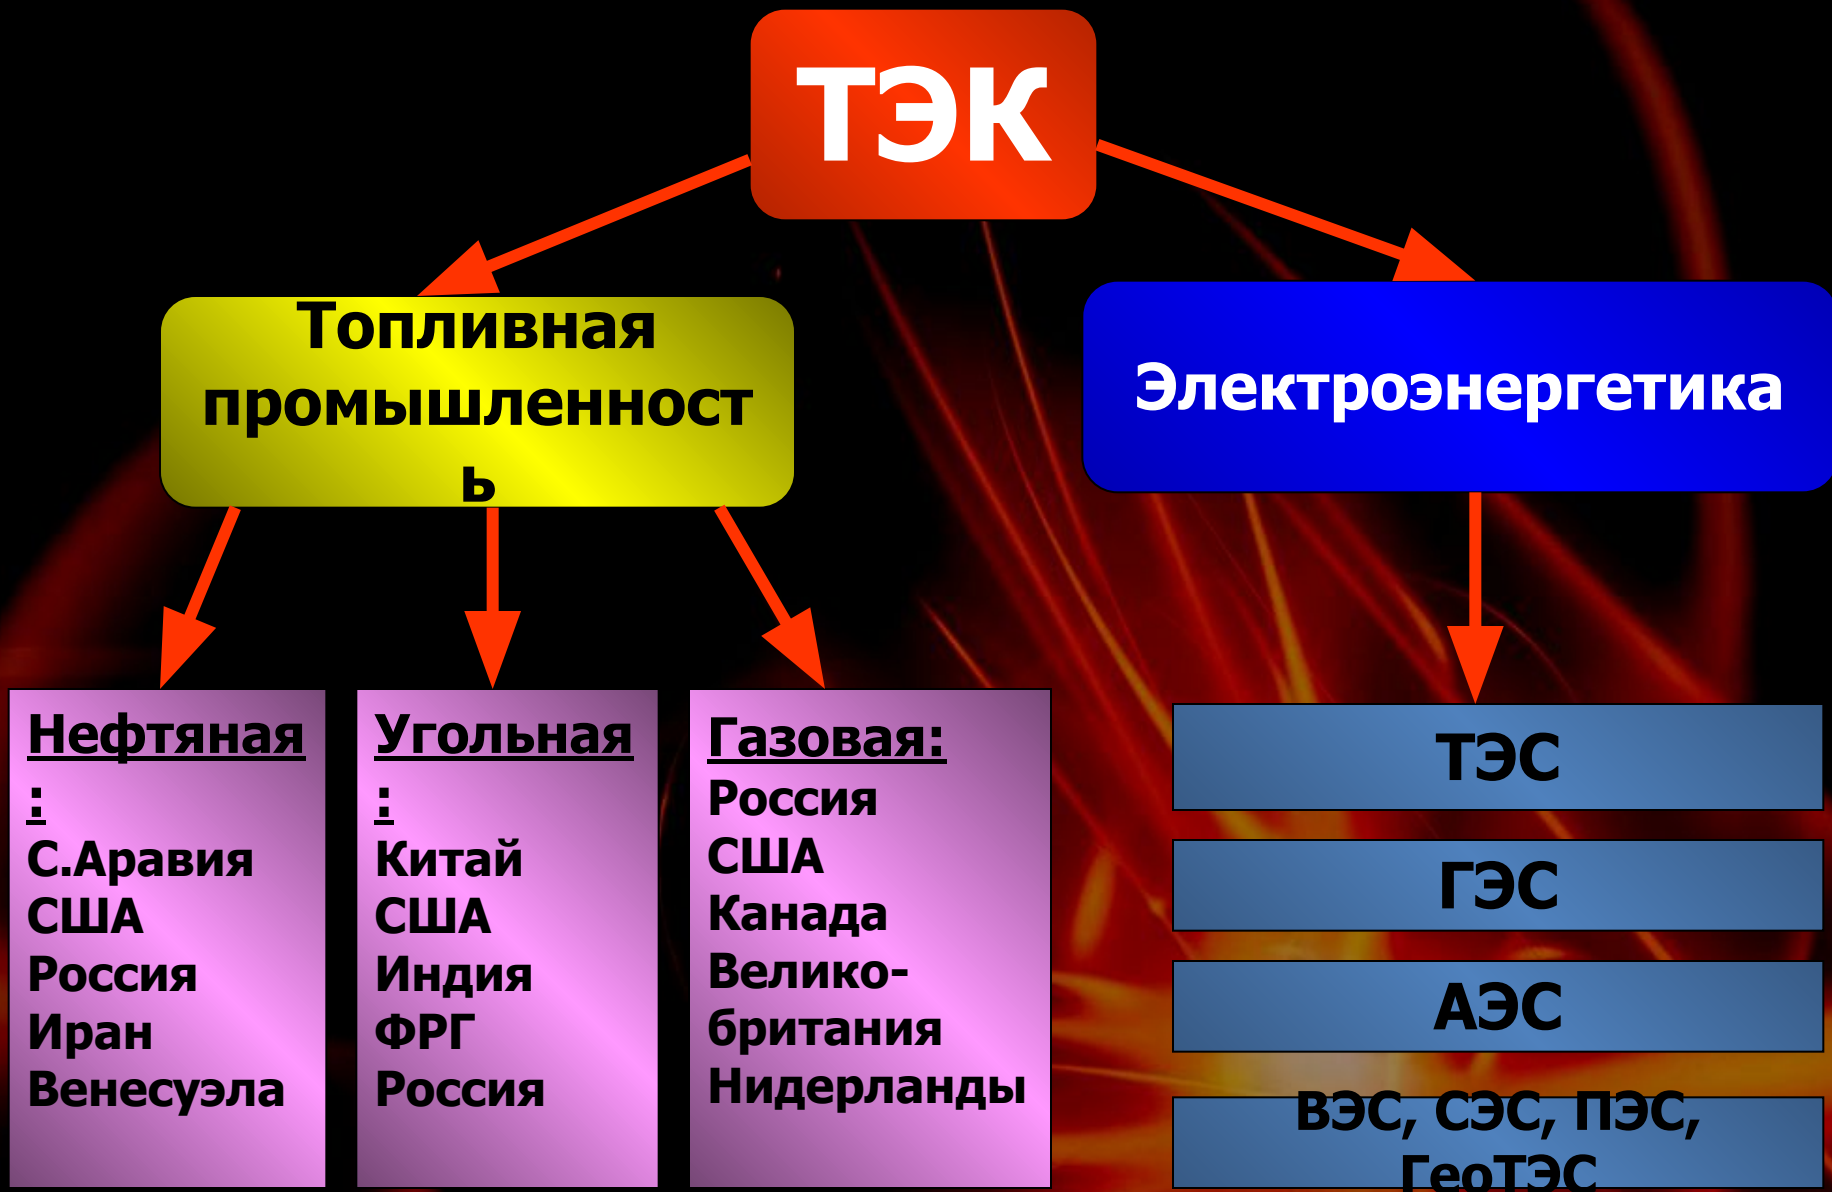 ТЭК
Топливная
промышленност
ь
Электроэнергетика
Нефтяная
:
С.Аравия
США
Россия
Иран
Венесуэла
Угольная
:
Китай
США
Индия
ФРГ
Россия
Газовая:
Россия
США
Канада
Велико-
британия
Нидерланды
ТЭС
ГЭС
АЭС
ВЭС, СЭС, ПЭС,
ГеоТЭС